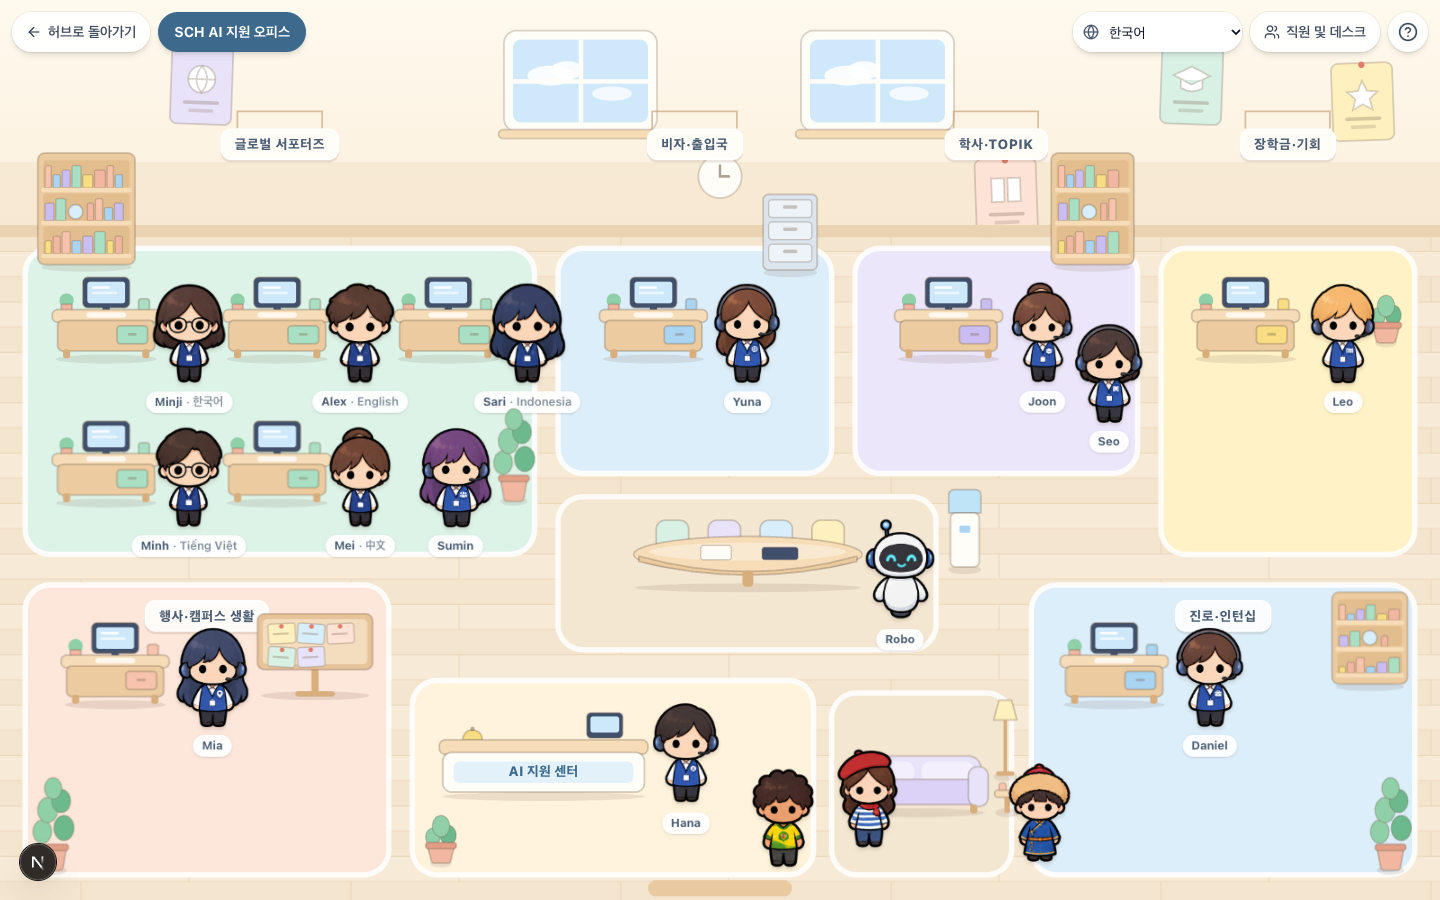 허브로 돌아가기
SCH AI 지원 오피스
한국어
직원 및 데스크
?
글로벌 서포터즈
비자·출입국
학사·TOPIK
장학금·기회
Minji · 한국어
Alex · English
Sari · Indonesia
Yuna
Joon
Seo
Leo
Minh · Tiếng Việt
Mei · 中文
Sumin
Robo
행사·캠퍼스 생활
Mia
진로·인턴십
Daniel
AI 지원 센터
Hana
N